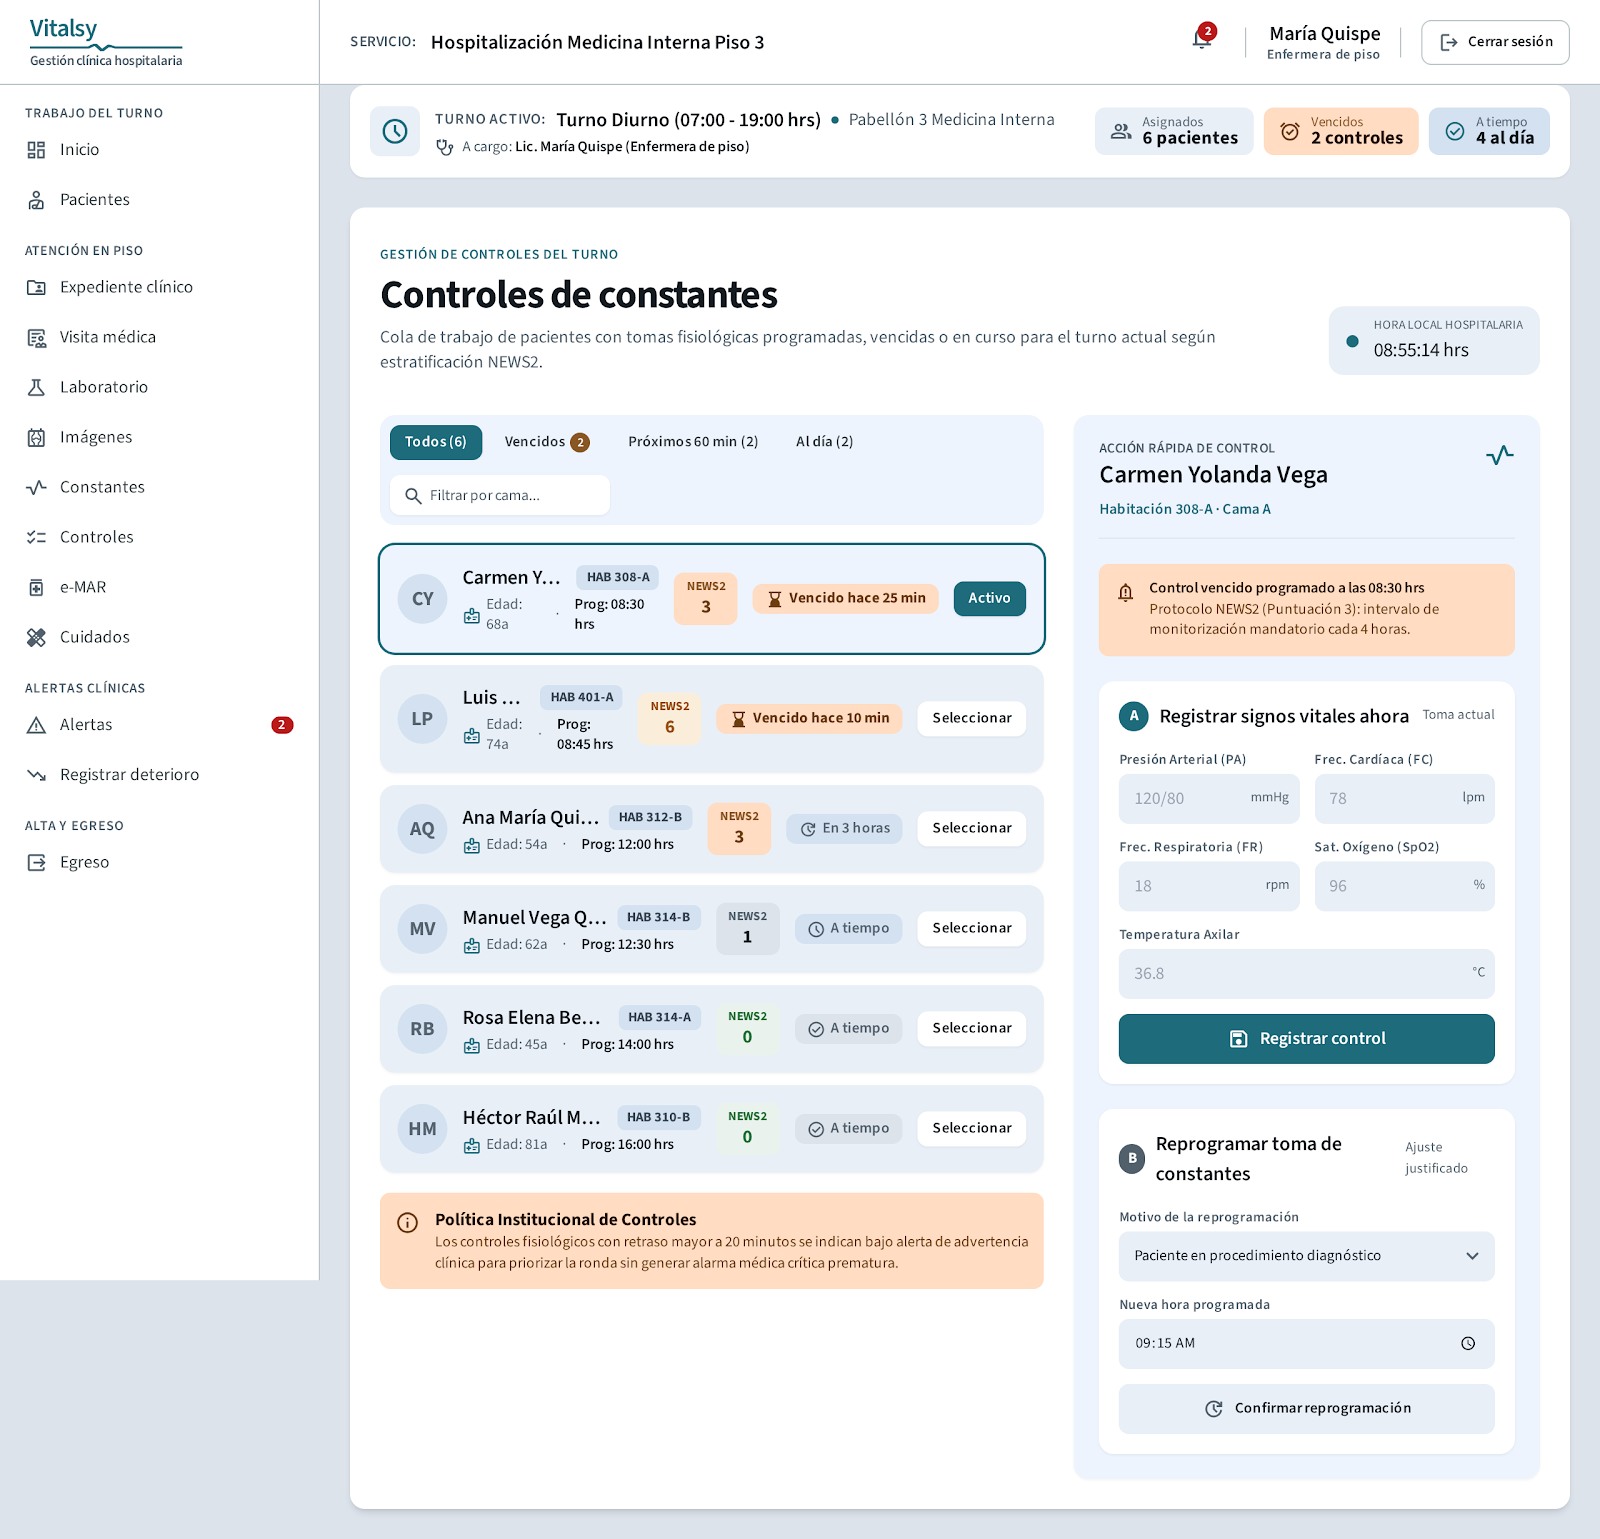 Vitalsy
Gestión clínica hospitalaria
SERVICIO: Hospitalización Medicina Interna Piso 3
2
María Quispe
Enfermera de piso
Cerrar sesión
TRABAJO DEL TURNO
Inicio
Pacientes
ATENCIÓN EN PISO
Expediente clínico
Visita médica
Laboratorio
Imágenes
Constantes
Controles
e-MAR
Cuidados
ALERTAS CLÍNICAS
Alertas 2
Registrar deterioro
ALTA Y EGRESO
Egreso
TURNO ACTIVO: Turno Diurno (07:00 - 19:00 hrs) • Pabellón 3 Medicina Interna
A cargo: Lic. María Quispe (Enfermera de piso)
Asignados
6 pacientes
Vencidos
2 controles
A tiempo
4 al día
GESTIÓN DE CONTROLES DEL TURNO
Controles de constantes
Cola de trabajo de pacientes con tomas fisiológicas programadas, vencidas o en curso para el turno actual según
estratificación NEWS2.
HORA LOCAL HOSPITALARIA
08:55:14 hrs
Todos (6) Vencidos 2 Próximos 60 min (2) Al día (2)
Filtrar por cama...
CY
Carmen Y... HAB 308-A
Edad: 68a · Prog: 08:30 hrs
NEWS2
3
Vencido hace 25 min
Activo
LP
Luis ... HAB 401-A
Edad: 74a · Prog: 08:45 hrs
NEWS2
6
Vencido hace 10 min
Seleccionar
AQ
Ana María Qui... HAB 312-B
Edad: 54a · Prog: 12:00 hrs
NEWS2
3
En 3 horas
Seleccionar
MV
Manuel Vega Q... HAB 314-B
Edad: 62a · Prog: 12:30 hrs
NEWS2
1
A tiempo
Seleccionar
RB
Rosa Elena Be... HAB 314-A
Edad: 45a · Prog: 14:00 hrs
NEWS2
0
A tiempo
Seleccionar
HM
Héctor Raúl M... HAB 310-B
Edad: 81a · Prog: 16:00 hrs
NEWS2
0
A tiempo
Seleccionar
Política Institucional de Controles
Los controles fisiológicos con retraso mayor a 20 minutos se indican bajo alerta de advertencia
clínica para priorizar la ronda sin generar alarma médica crítica prematura.
ACCIÓN RÁPIDA DE CONTROL
Carmen Yolanda Vega
Habitación 308-A · Cama A
Control vencido programado a las 08:30 hrs
Protocolo NEWS2 (Puntuación 3): intervalo de
monitorización mandatorio cada 4 horas.
A Registrar signos vitales ahora Toma actual
Presión Arterial (PA) Frec. Cardíaca (FC)
120/80 mmHg 78 lpm
Frec. Respiratoria (FR) Sat. Oxígeno (SpO2)
18 rpm 96 %
Temperatura Axilar
36.8 °C
Registrar control
B Reprogramar toma de
constantes
Ajuste
justificado
Motivo de la reprogramación
Paciente en procedimiento diagnóstico
Nueva hora programada
09:15 AM
Confirmar reprogramación